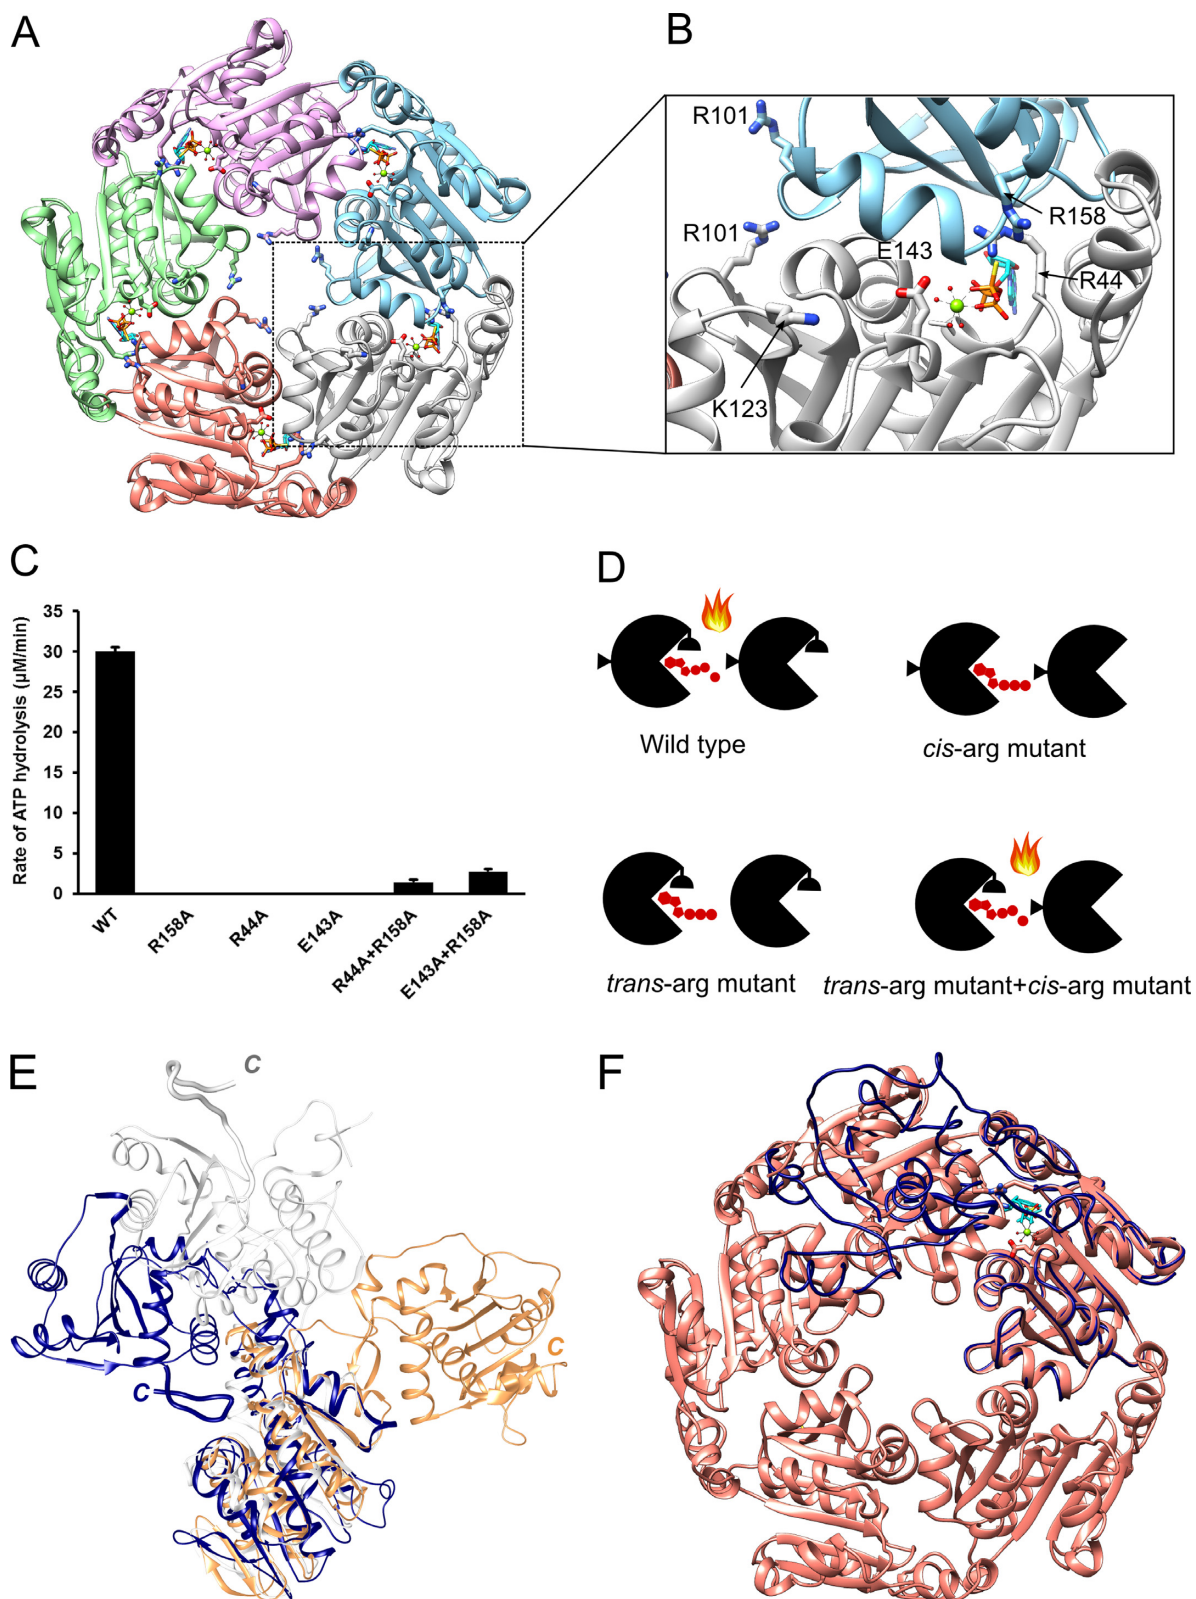 A
B
R101
R101
E143
R158
R44
K123
C
Rate of ATP hydrolysis (µM/min)
35
30
25
20
15
10
5
0
WT
R158A
R44A
E143A
R44A+R158A
E143A+R158A
D
Wild type
cis-arg mutant
trans-arg mutant
trans-arg mutant+cis-arg mutant
E
C
C
C
F